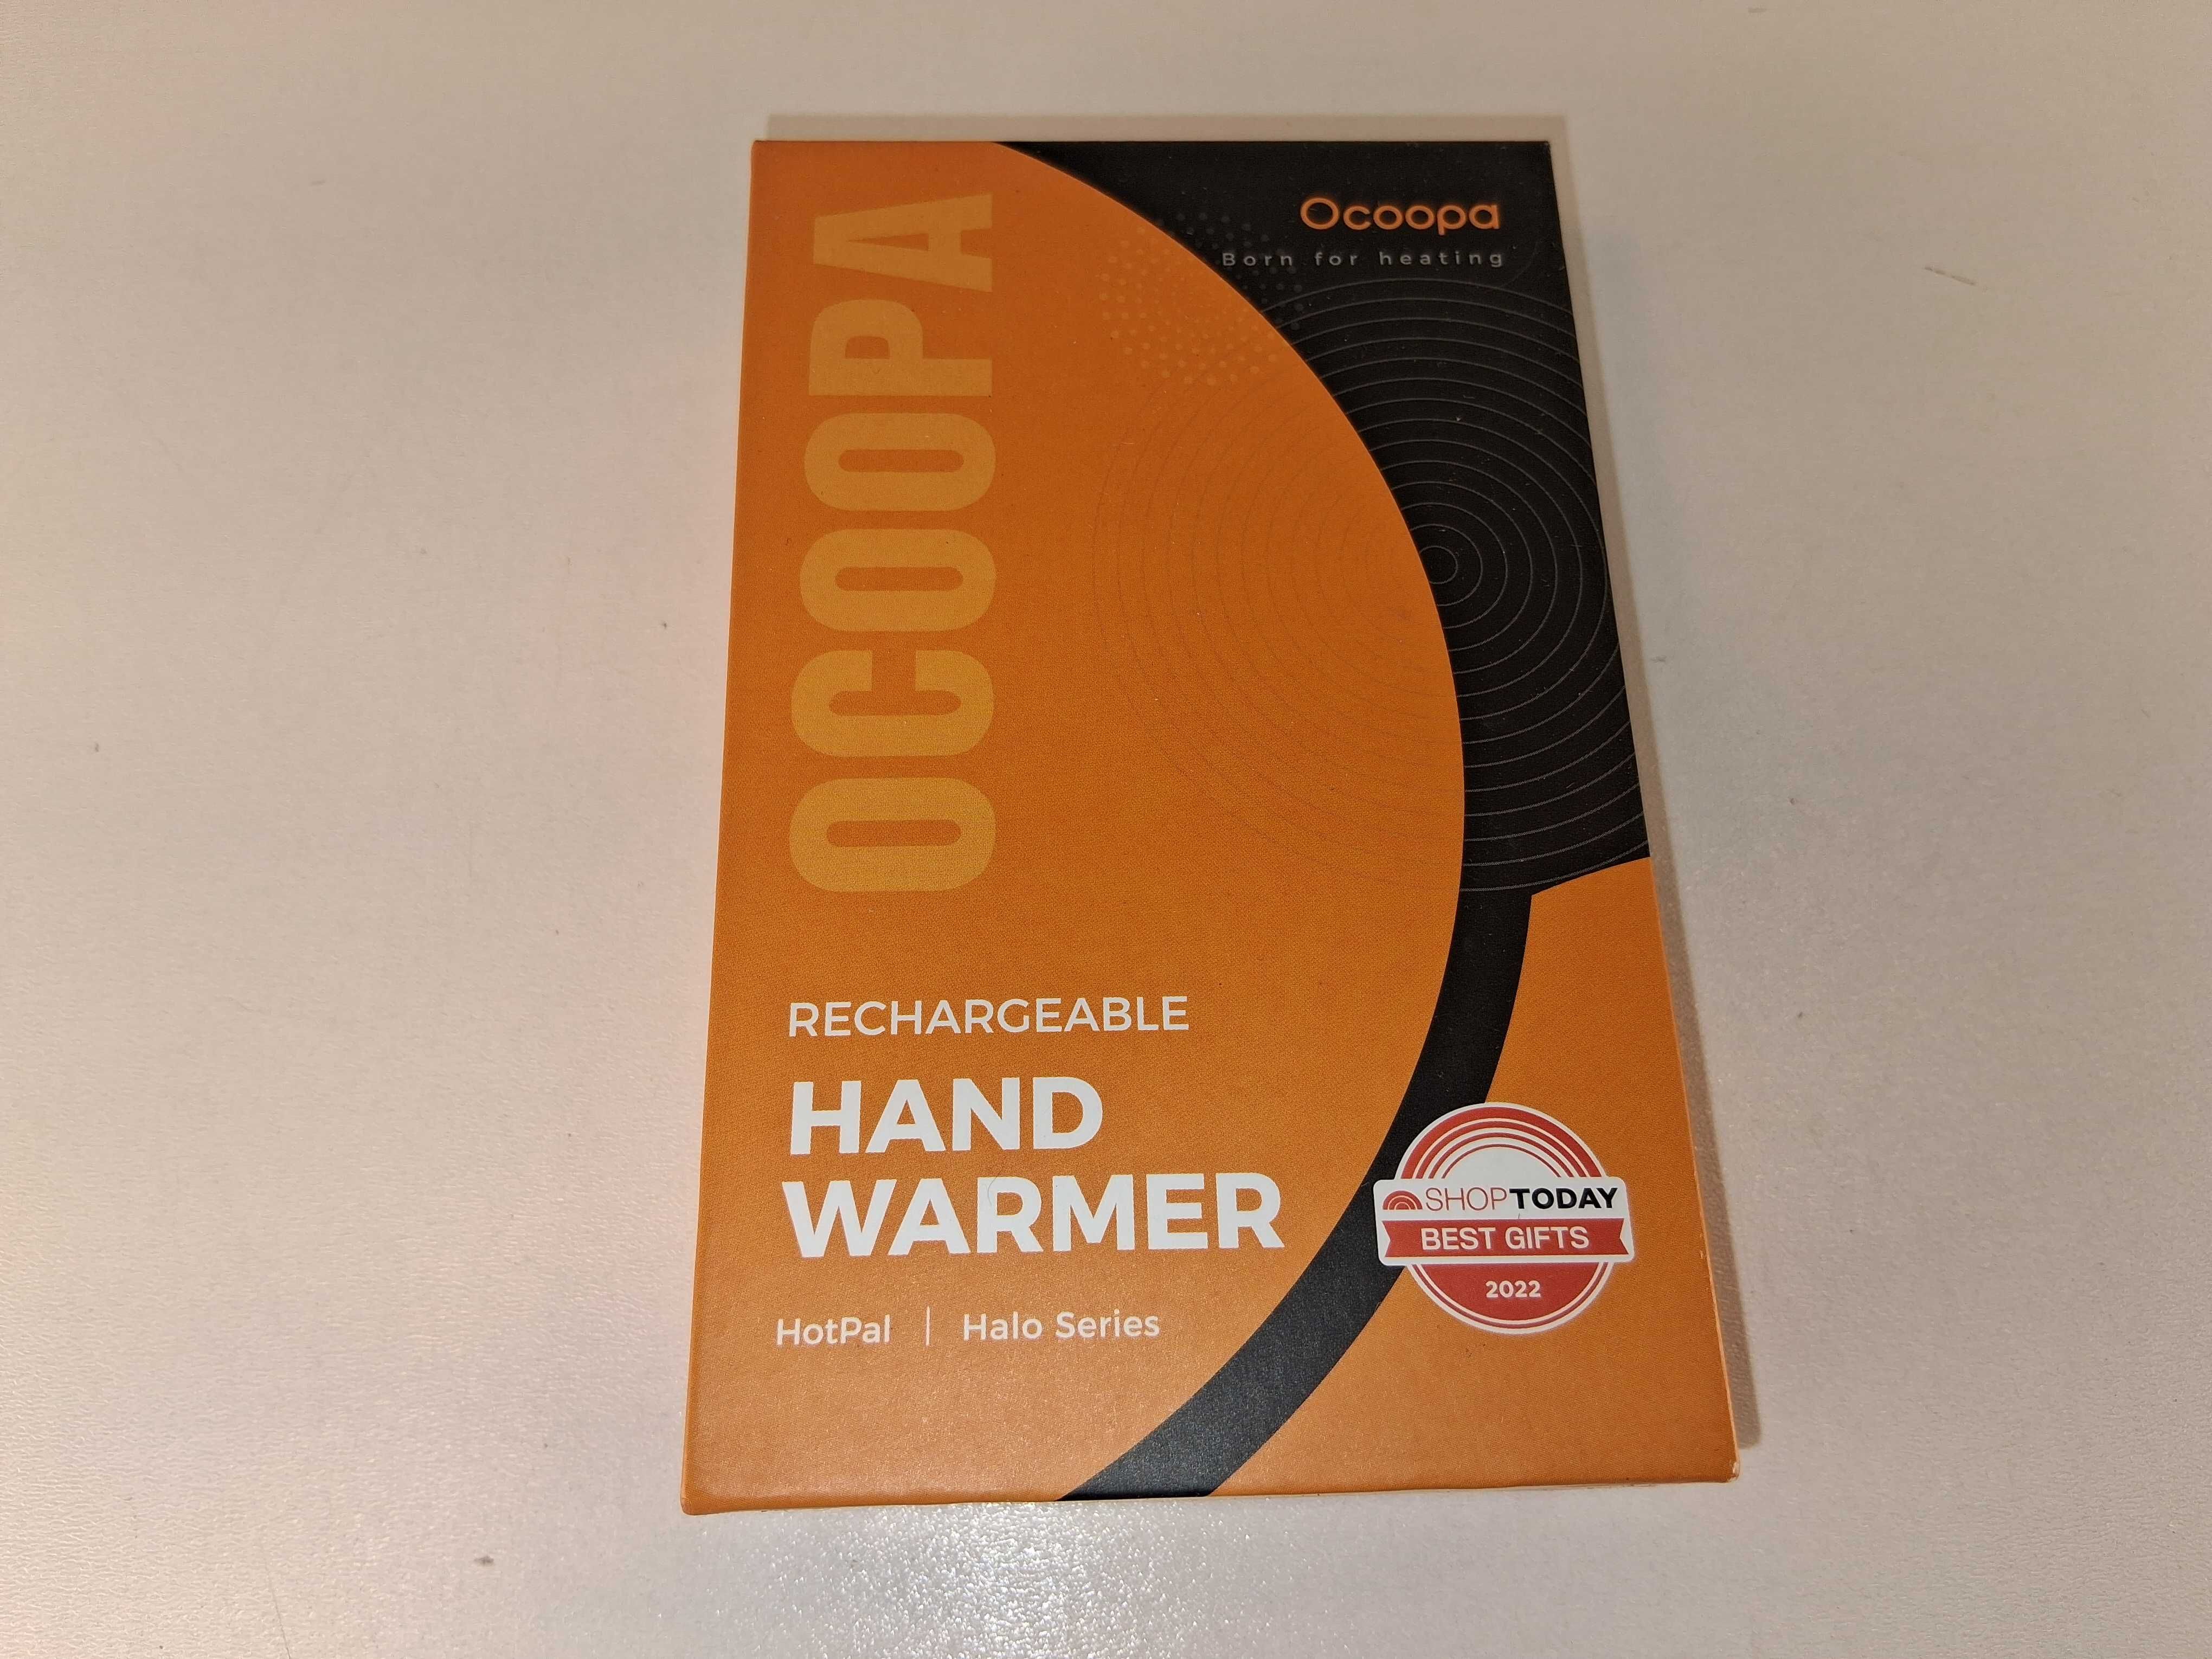 Ocoopa
Born for heating
OCOOPA
RECHARGEABLE
HAND
WARMER
HotPal | Halo Series
SHOPTODAY
BEST GIFTS
2022